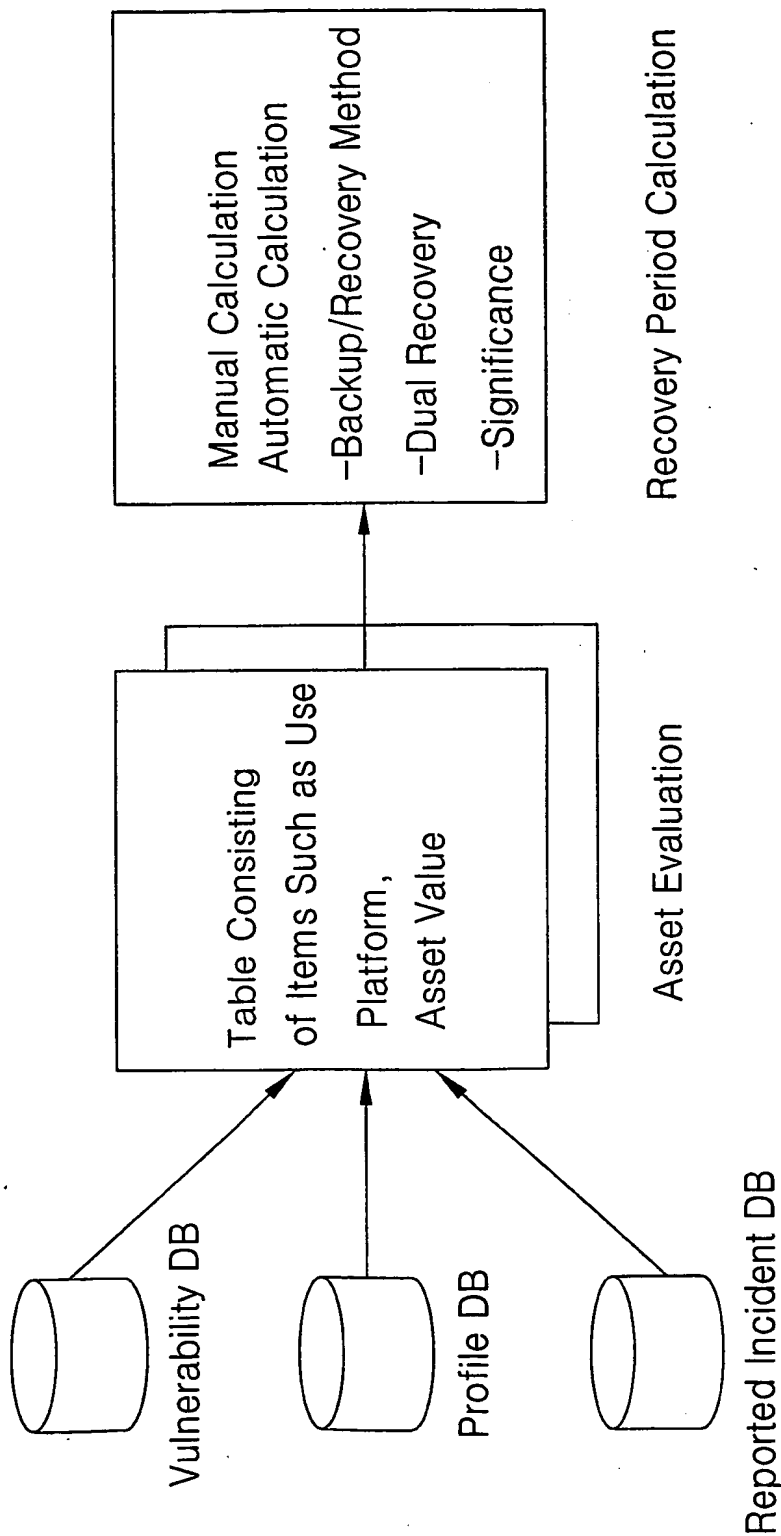 Vulnerability DB
Profile DB
Reported Incident DB
Table Consisting
of Items Such as Use
Platform,
Asset Value
Asset Evaluation
Manual Calculation
Automatic Calculation
–Backup/Recovery Method
–Dual Recovery
–Significance
Recovery Period Calculation